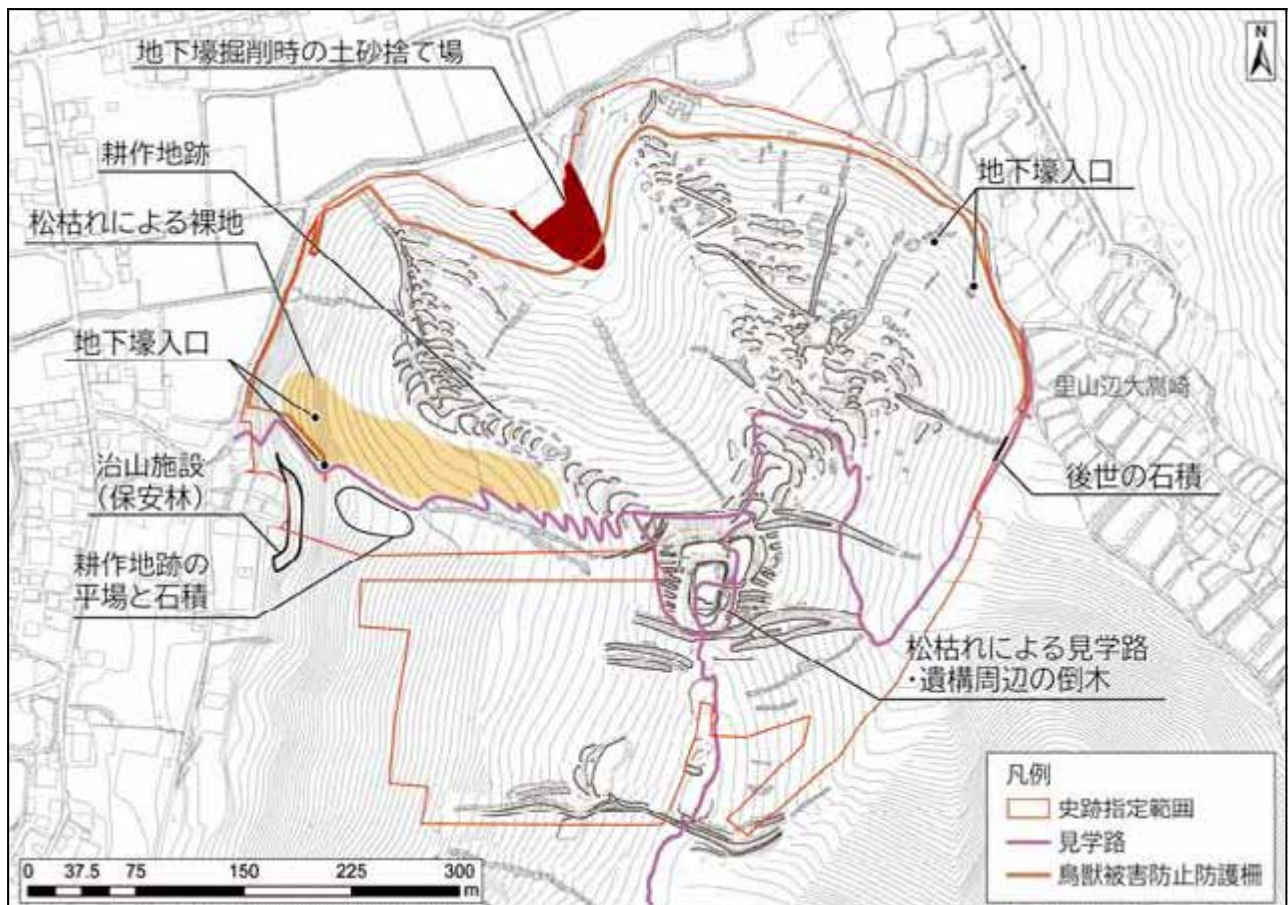 地下壕掘削時の土砂捨て場
N
耕作地跡
地下壕入口
松枯れによる裸地
地下壕入口
里山辺大嵩崎
治山施設
(保安林)
後世の石積
耕作地跡の
平場と石積
松枯れによる見学路
・遺構周辺の倒木
凡例
史跡指定範囲
見学路
鳥獣被害防止防護柵
0 37.5 75 150 225 300
m